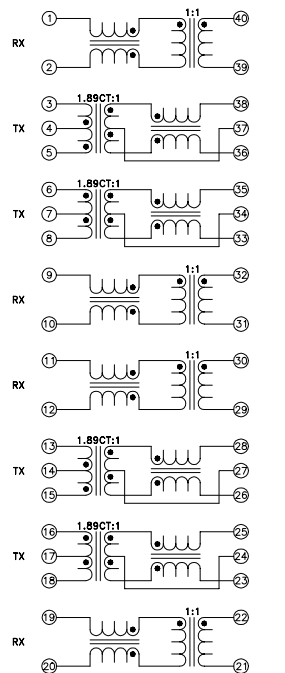 1 1:1 40
RX
2 39
3 1.89CT:1 38
TX 4 37
5 36
6 1.89CT:1 35
TX 7 34
8 33
9 1:1 32
RX
10 31
11 1:1 30
RX
12 29
13 1.89CT:1 28
TX 14 27
15 26
16 1.89CT:1 25
TX 17 24
18 23
19 1:1 22
RX
20 21